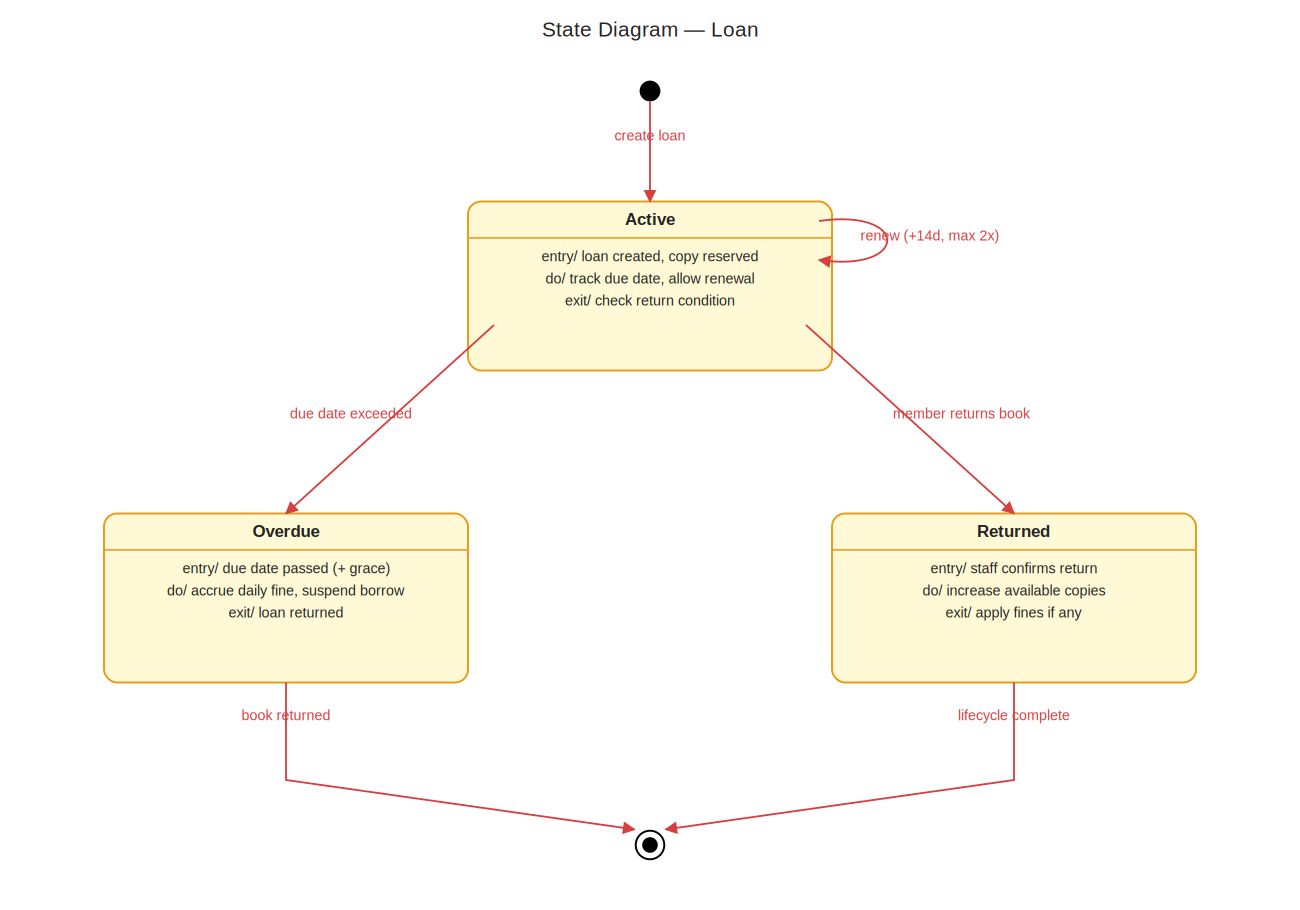 State Diagram — Loan
create loan
Active
renew (+14d, max 2x)
entry/ loan created, copy reserved
do/ track due date, allow renewal
exit/ check return condition
due date exceeded
member returns book
Overdue
entry/ due date passed (+ grace)
do/ accrue daily fine, suspend borrow
exit/ loan returned
Returned
entry/ staff confirms return
do/ increase available copies
exit/ apply fines if any
book returned
lifecycle complete